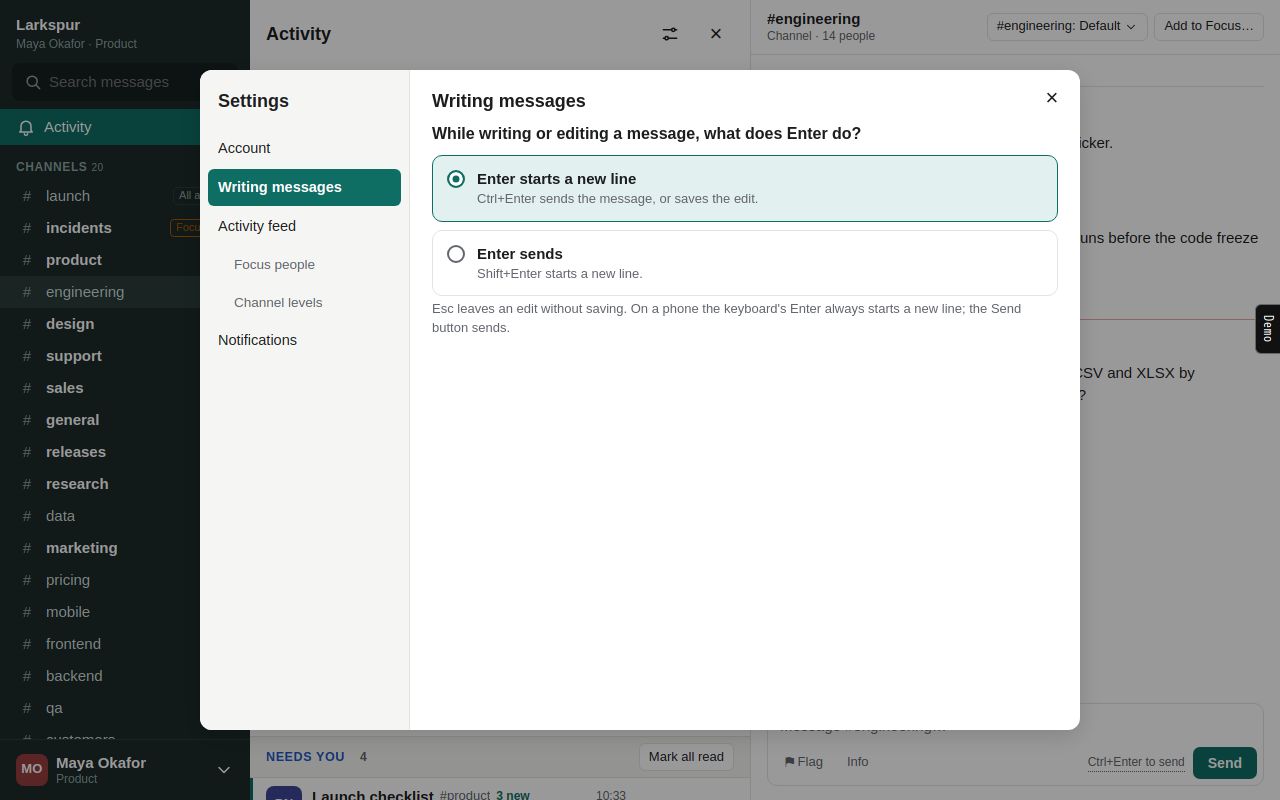 Larkspur
Maya Okafor · Product
Search messages
Activity
CHANNELS 20
# launch All a
# incidents Focu
# product
# engineering
# design
# support
# sales
# general
# releases
# research
# data
# marketing
# pricing
# mobile
# frontend
# backend
# qa
# customers
MO
Maya Okafor
Product
Activity
NEEDS YOU 4
Mark all read
Launch checklist #product 3 new 10:33
#engineering
Channel · 14 people
#engineering: Default
Add to Focus…
icker.
uns before the code freeze
CSV and XLSX by
?
Message #engineering…
Flag
Info
Ctrl+Enter to send
Send
Demo
Settings
Account
Writing messages
Activity feed
Focus people
Channel levels
Notifications
Writing messages
While writing or editing a message, what does Enter do?
Enter starts a new line
Ctrl+Enter sends the message, or saves the edit.
Enter sends
Shift+Enter starts a new line.
Esc leaves an edit without saving. On a phone the keyboard's Enter always starts a new line; the Send
button sends.